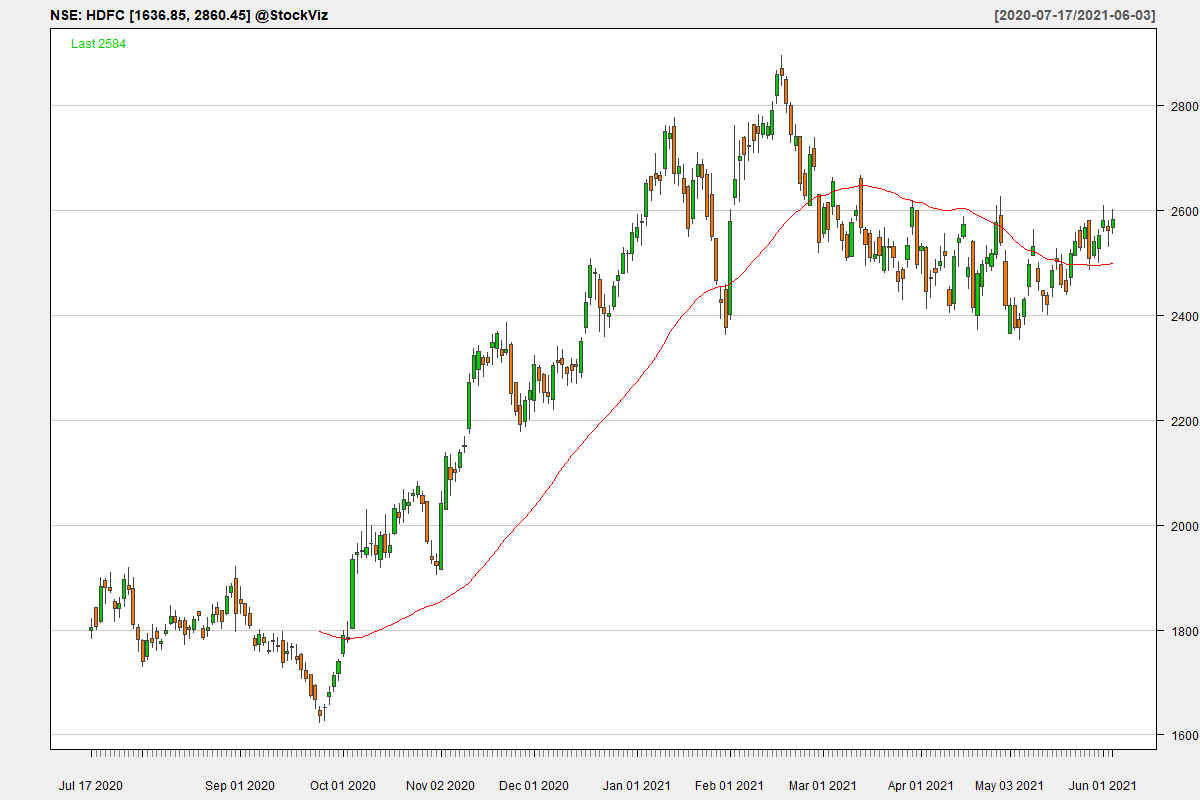 NSE: HDFC [1636.85, 2860.45] @StockViz [2020-07-17/2021-06-03]
Last 2584
2800
2600
2400
2200
2000
1800
1600
Jul 17 2020 Sep 01 2020 Oct 01 2020 Nov 02 2020 Dec 01 2020 Jan 01 2021 Feb 01 2021 Mar 01 2021 Apr 01 2021 May 03 2021 Jun 01 2021